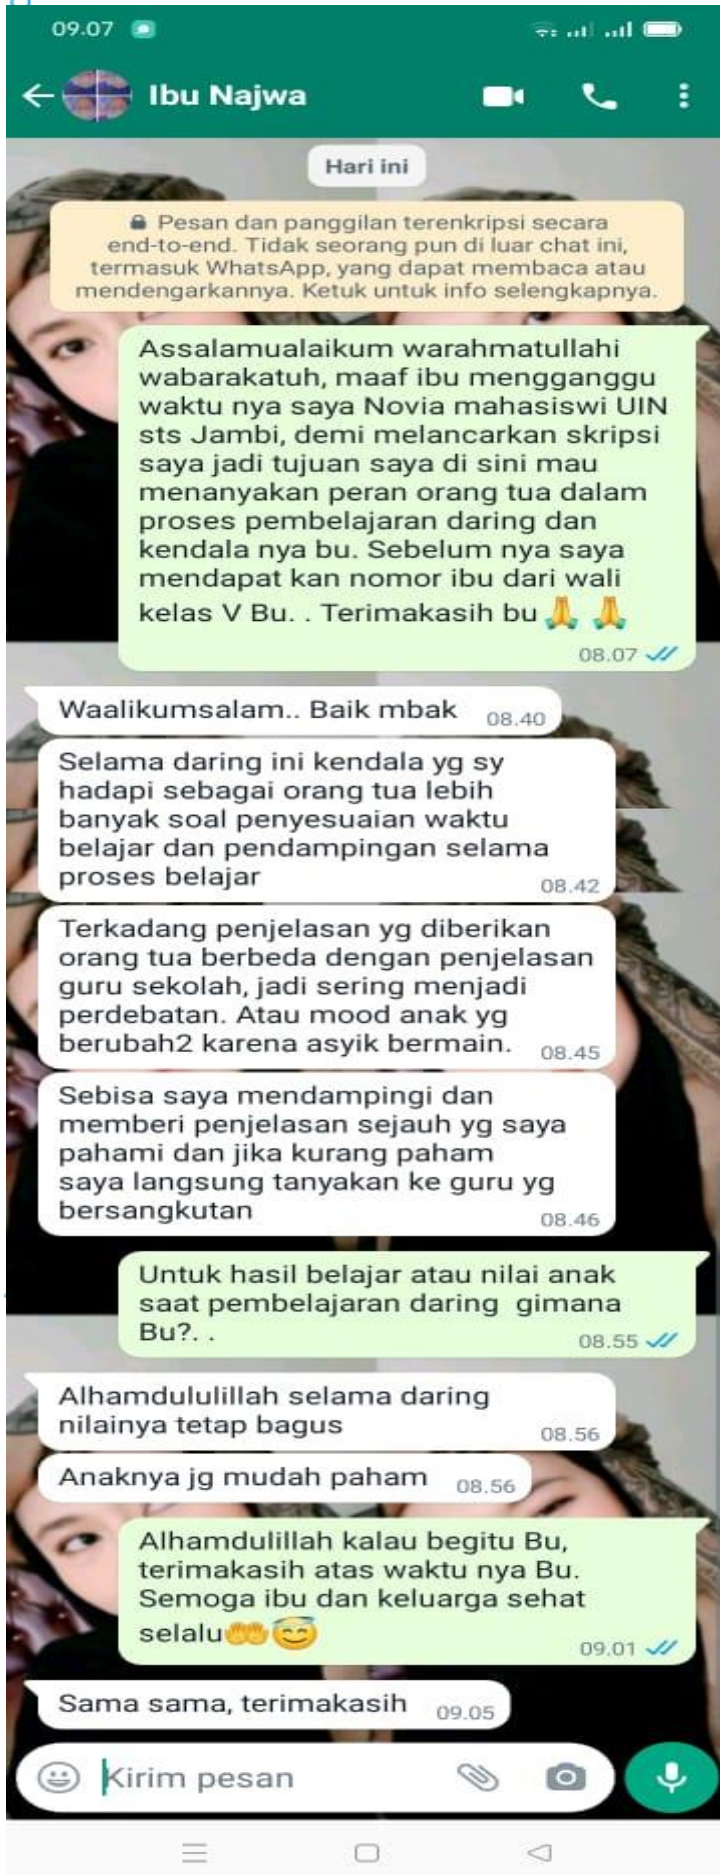 09.07
Ibu Najwa
Hari ini
Pesan dan panggilan terenkripsi secara
end-to-end. Tidak seorang pun di luar chat ini,
termasuk WhatsApp, yang dapat membaca atau
mendengarkannya. Ketuk untuk info selengkapnya.
Assalamualaikum warahmatullahi
wabarakatuh, maaf ibu mengganggu
waktu nya saya Novia mahasiswi UIN
sts Jambi, demi melancarkan skripsi
saya jadi tujuan saya di sini mau
menanyakan peran orang tua dalam
proses pembelajaran daring dan
kendala nya bu. Sebelum nya saya
mendapat kan nomor ibu dari wali
kelas V Bu. . Terimakasih bu 🙏 🙏
08.07
Waalikumsalam.. Baik mbak 08.40
Selama daring ini kendala yg sy
hadapi sebagai orang tua lebih
banyak soal penyesuaian waktu
belajar dan pendampingan selama
proses belajar 08.42
Terkadang penjelasan yg diberikan
orang tua berbeda dengan penjelasan
guru sekolah, jadi sering menjadi
perdebatan. Atau mood anak yg
berubah2 karena asyik bermain. 08.45
Sebisa saya mendampingi dan
memberi penjelasan sejauh yg saya
pahami dan jika kurang paham
saya langsung tanyakan ke guru yg
bersangkutan 08.46
Untuk hasil belajar atau nilai anak
saat pembelajaran daring gimana
Bu?. . 08.55
Alhamdululillah selama daring
nilainya tetap bagus 08.56
Anaknya jg mudah paham 08.56
Alhamdulillah kalau begitu Bu,
terimakasih atas waktu nya Bu.
Semoga ibu dan keluarga sehat
selalu🤲😇 09.01
Sama sama, terimakasih 09.05
Kirim pesan